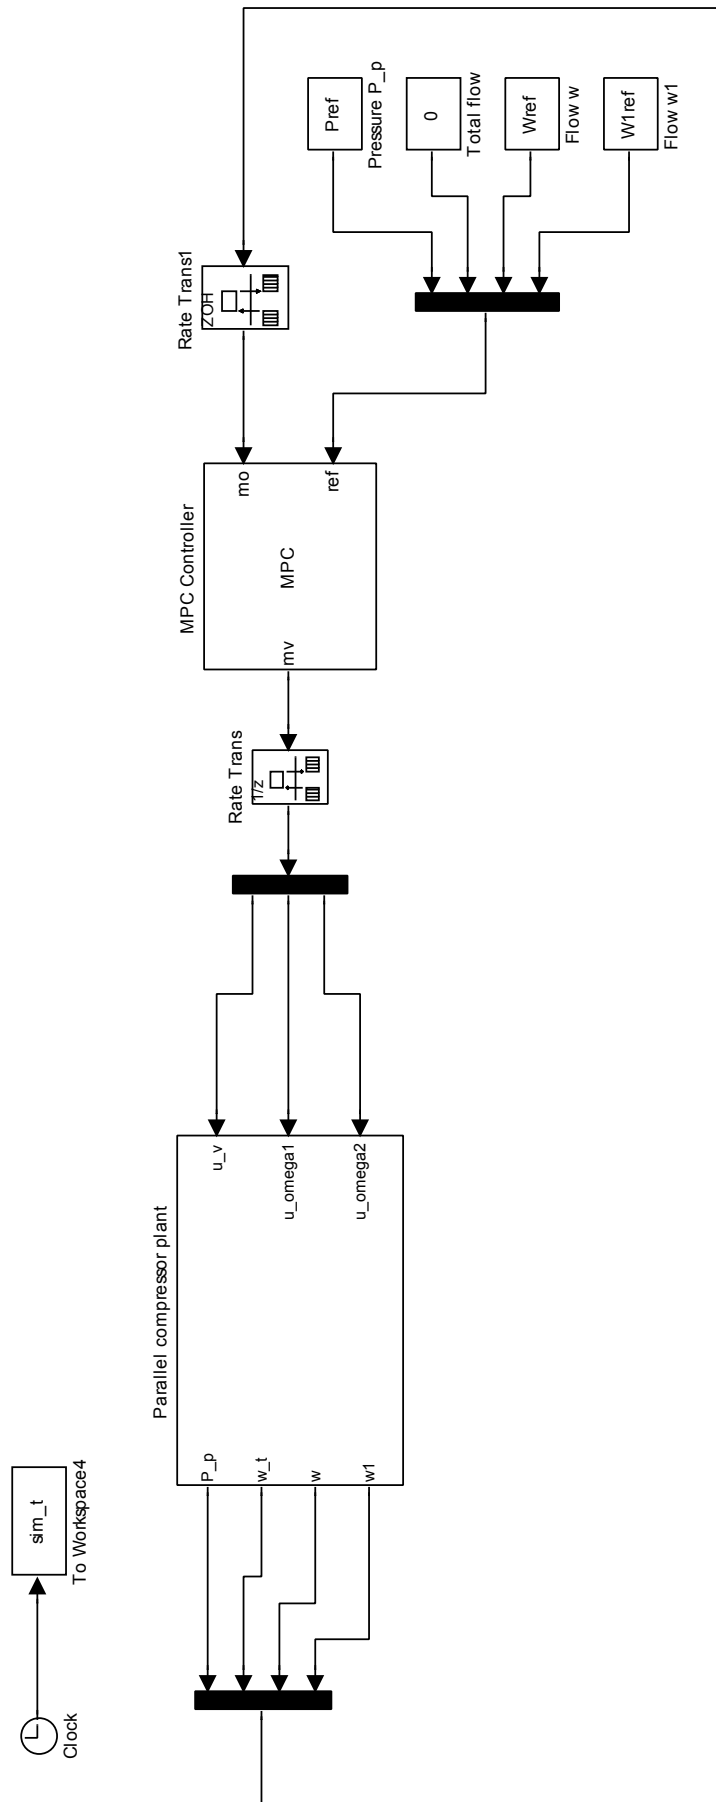 Pref
Pressure P_p
0
Total flow
Wref
Flow w
W1ref
Flow w1
Rate Trans1
ZOH
MPC Controller
mo
ref
MPC
mv
Rate Trans
1/z
Parallel compressor plant
u_v
u_omega1
u_omega2
P_p
w_t
w
w1
sim_t
To Workspace4
Clock